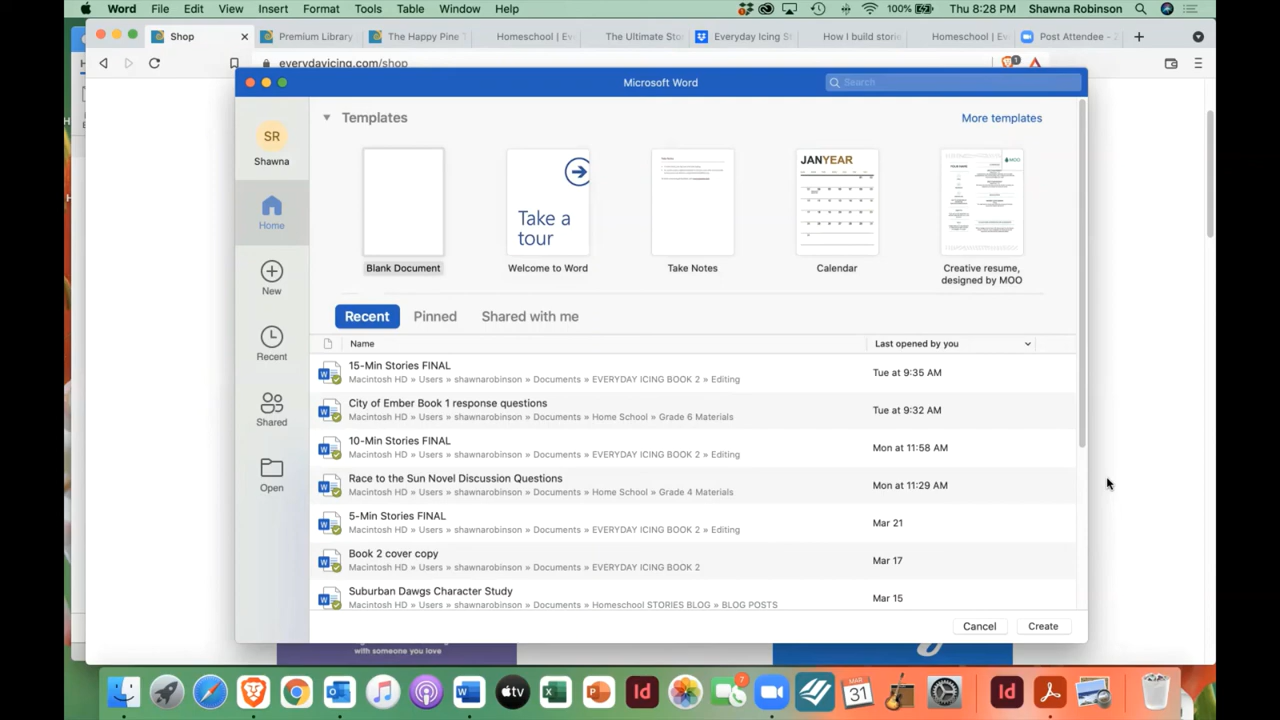 Word File Edit View Insert Format Tools Table Window Help 100% Thu 8:28 PM Shawna Robinson
Shop Premium Library The Happy Pine T Homeschool | Eve The Ultimate Sto Everyday Icing St How I build storie Homeschool | Eve Post Attendee - Z
everydayicing.com/shop 1
Microsoft Word Search
Templates More templates
SR
Shawna
Home
New
Recent
Shared
Open
JANYEAR
MOO
Take a
tour
Take Notes
Blank Document Welcome to Word Take Notes Calendar Creative resume,
designed by MOO
Recent Pinned Shared with me
Name Last opened by you
15-Min Stories FINAL Tue at 9:35 AM
Macintosh HD » Users » shawnarobinson » Documents » EVERYDAY ICING BOOK 2 » Editing
City of Ember Book 1 response questions Tue at 9:32 AM
Macintosh HD » Users » shawnarobinson » Documents » Home School » Grade 6 Materials
10-Min Stories FINAL Mon at 11:58 AM
Macintosh HD » Users » shawnarobinson » Documents » EVERYDAY ICING BOOK 2 » Editing
Race to the Sun Novel Discussion Questions Mon at 11:29 AM
Macintosh HD » Users » shawnarobinson » Documents » Home School » Grade 4 Materials
5-Min Stories FINAL Mar 21
Macintosh HD » Users » shawnarobinson » Documents » EVERYDAY ICING BOOK 2 » Editing
Book 2 cover copy Mar 17
Macintosh HD » Users » shawnarobinson » Documents » EVERYDAY ICING BOOK 2
Suburban Dawgs Character Study Mar 15
Macintosh HD » Users » shawnarobinson » Documents » Homeschool STORIES BLOG » BLOG POSTS
Cancel Create
with someone you love
W tv X P Id 7 MAR 31 Id